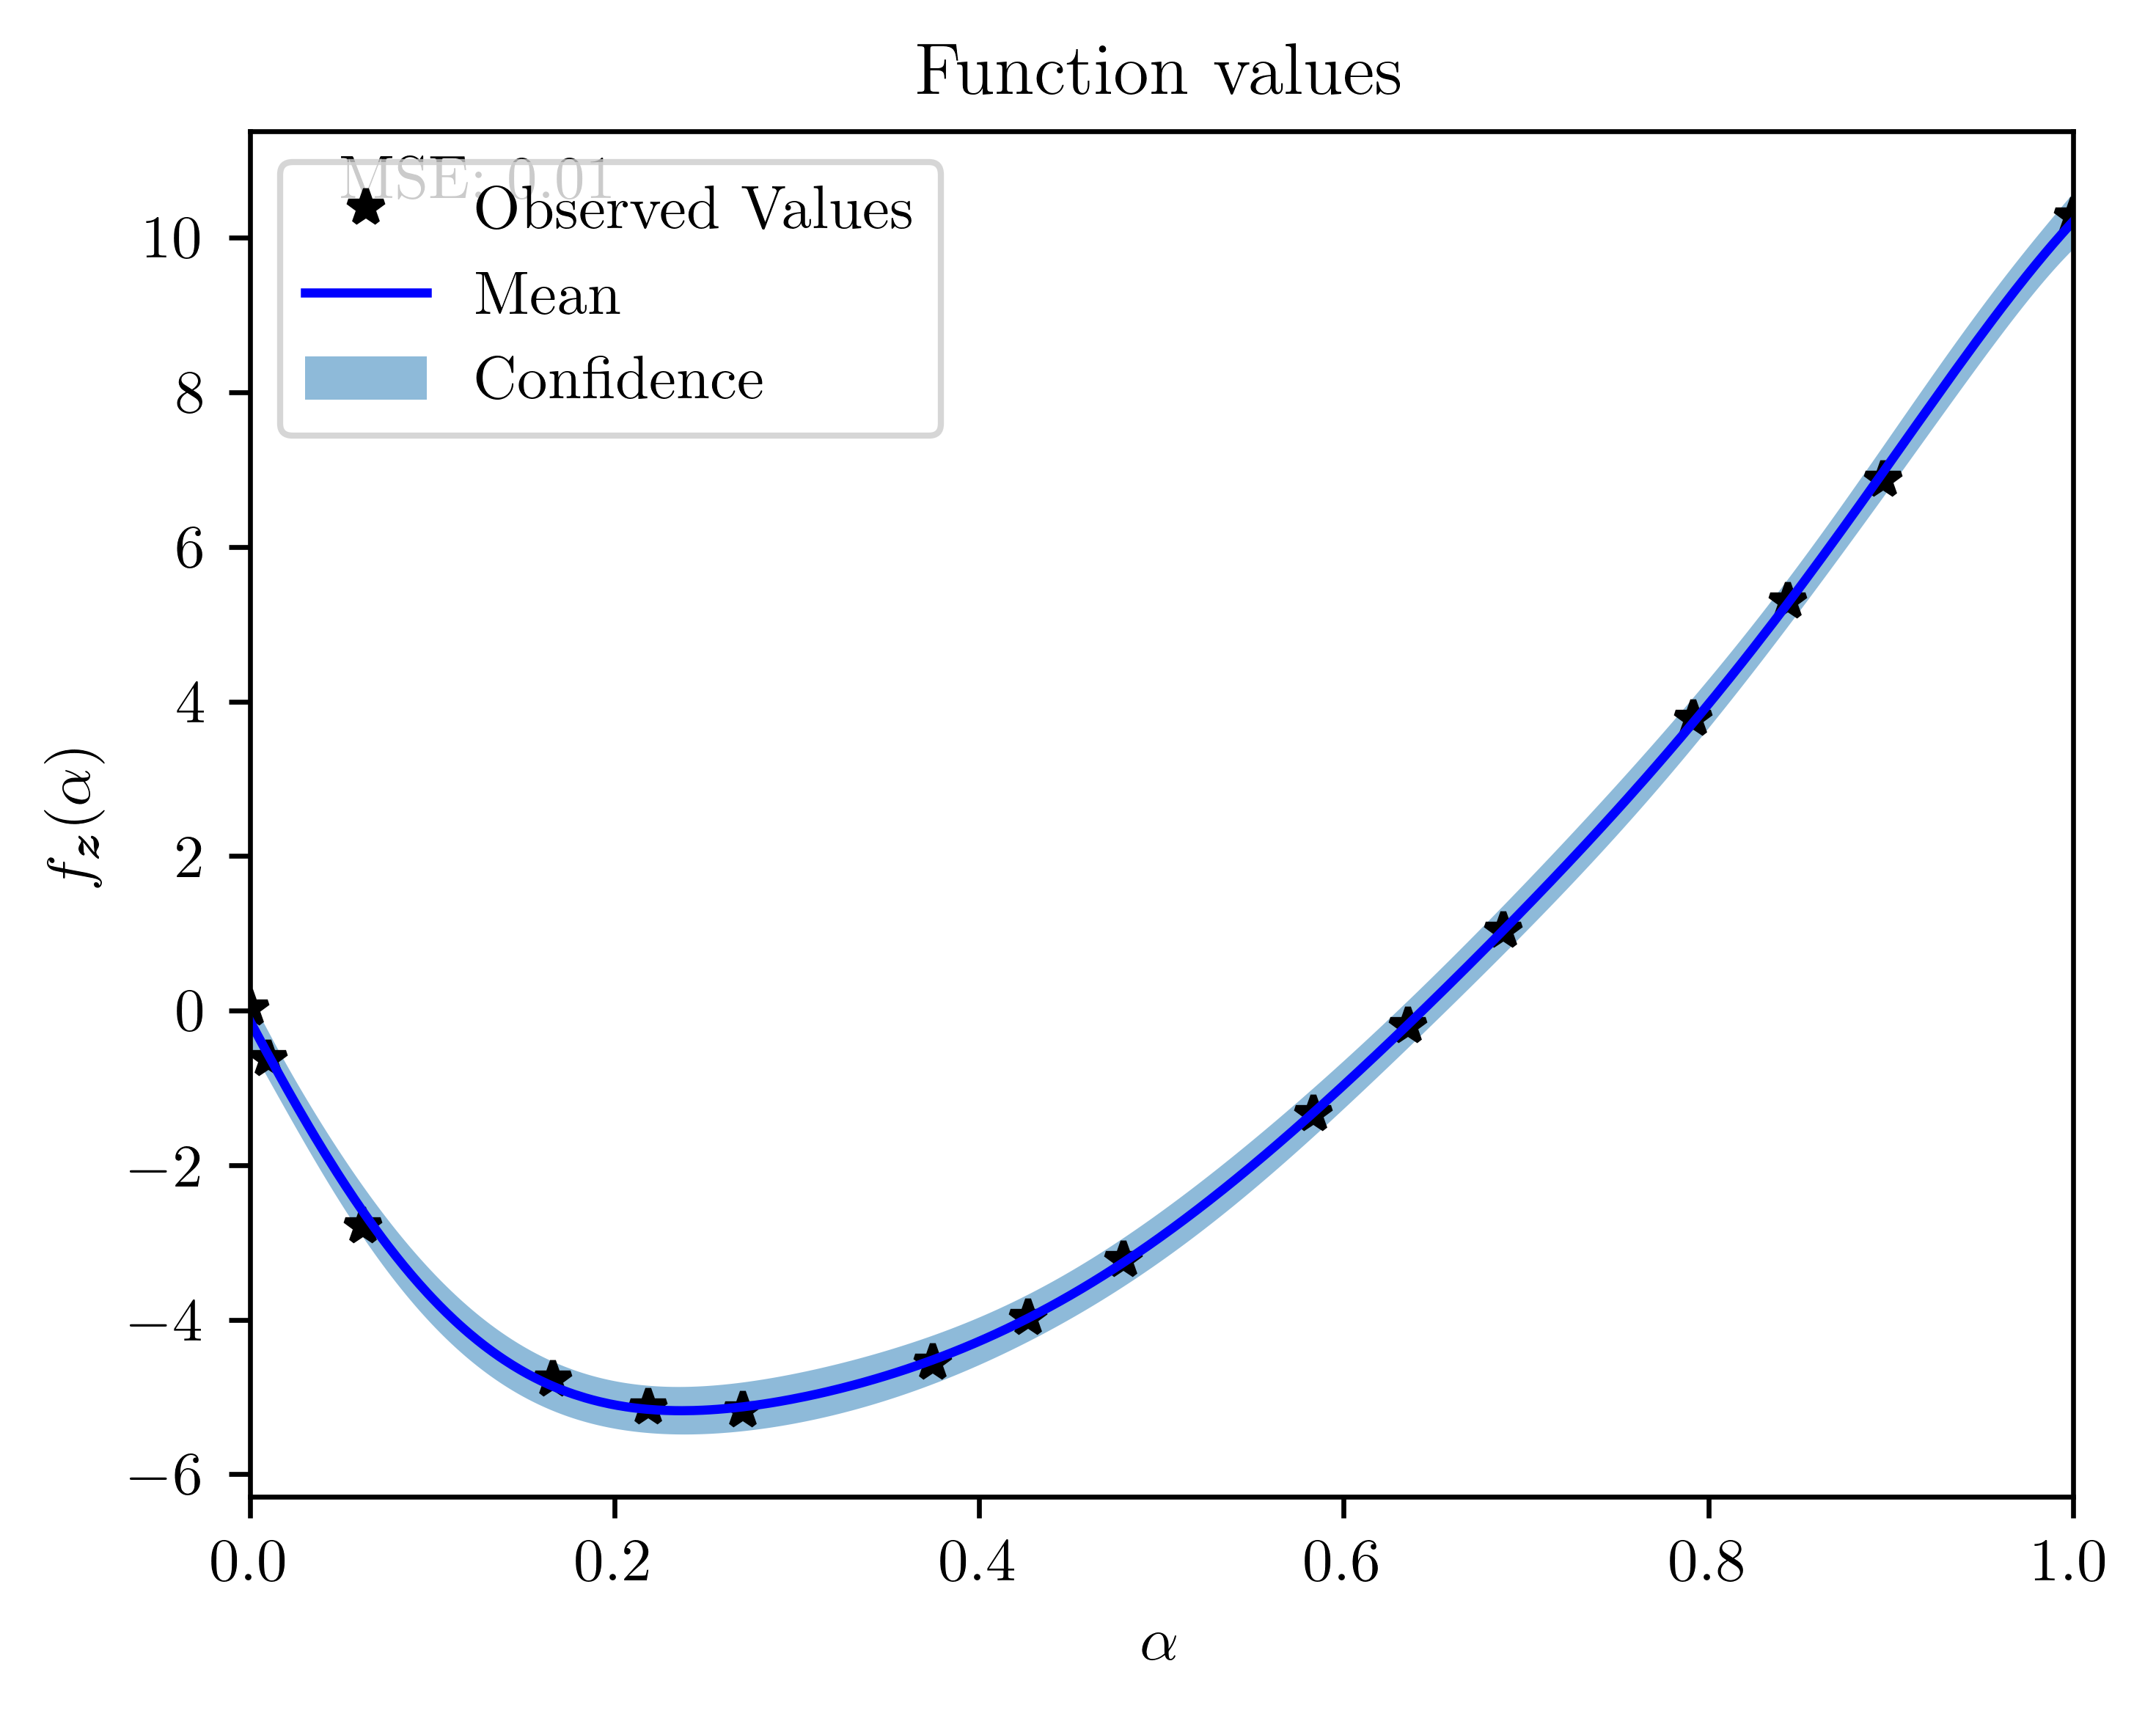 Function values
MSE: 0.01
Observed Values
Mean
Confidence
10
8
6
4
2
0
−2
−4
−6
f_z(α)
0.0 0.2 0.4 0.6 0.8 1.0
α